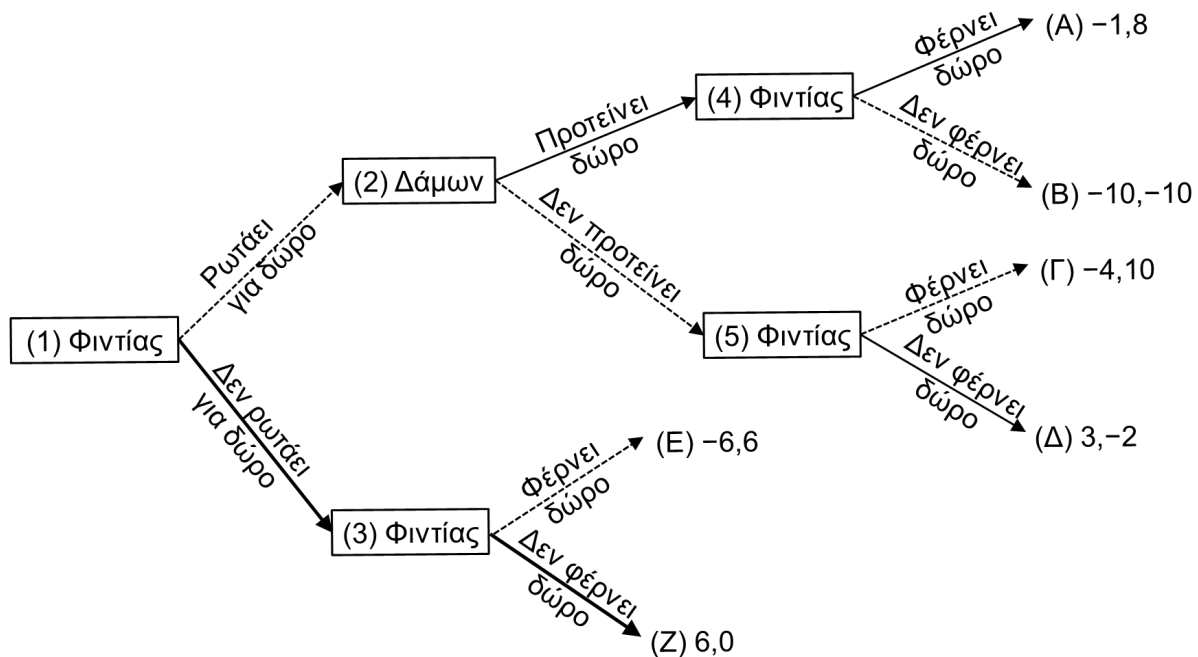 Φέρνει
δώρο
(Α) −1,8
(4) Φιντίας
Δεν φέρνει
δώρο
(Β) −10,−10
Προτείνει
δώρο
(2) Δάμων
Δεν προτείνει
δώρο
Ρωτάει
για δώρο
Φέρνει
δώρο
(Γ) −4,10
(5) Φιντίας
Δεν φέρνει
δώρο
(Δ) 3,−2
(1) Φιντίας
Δεν ρωτάει
για δώρο
Φέρνει
δώρο
(Ε) −6,6
(3) Φιντίας
Δεν φέρνει
δώρο
(Ζ) 6,0